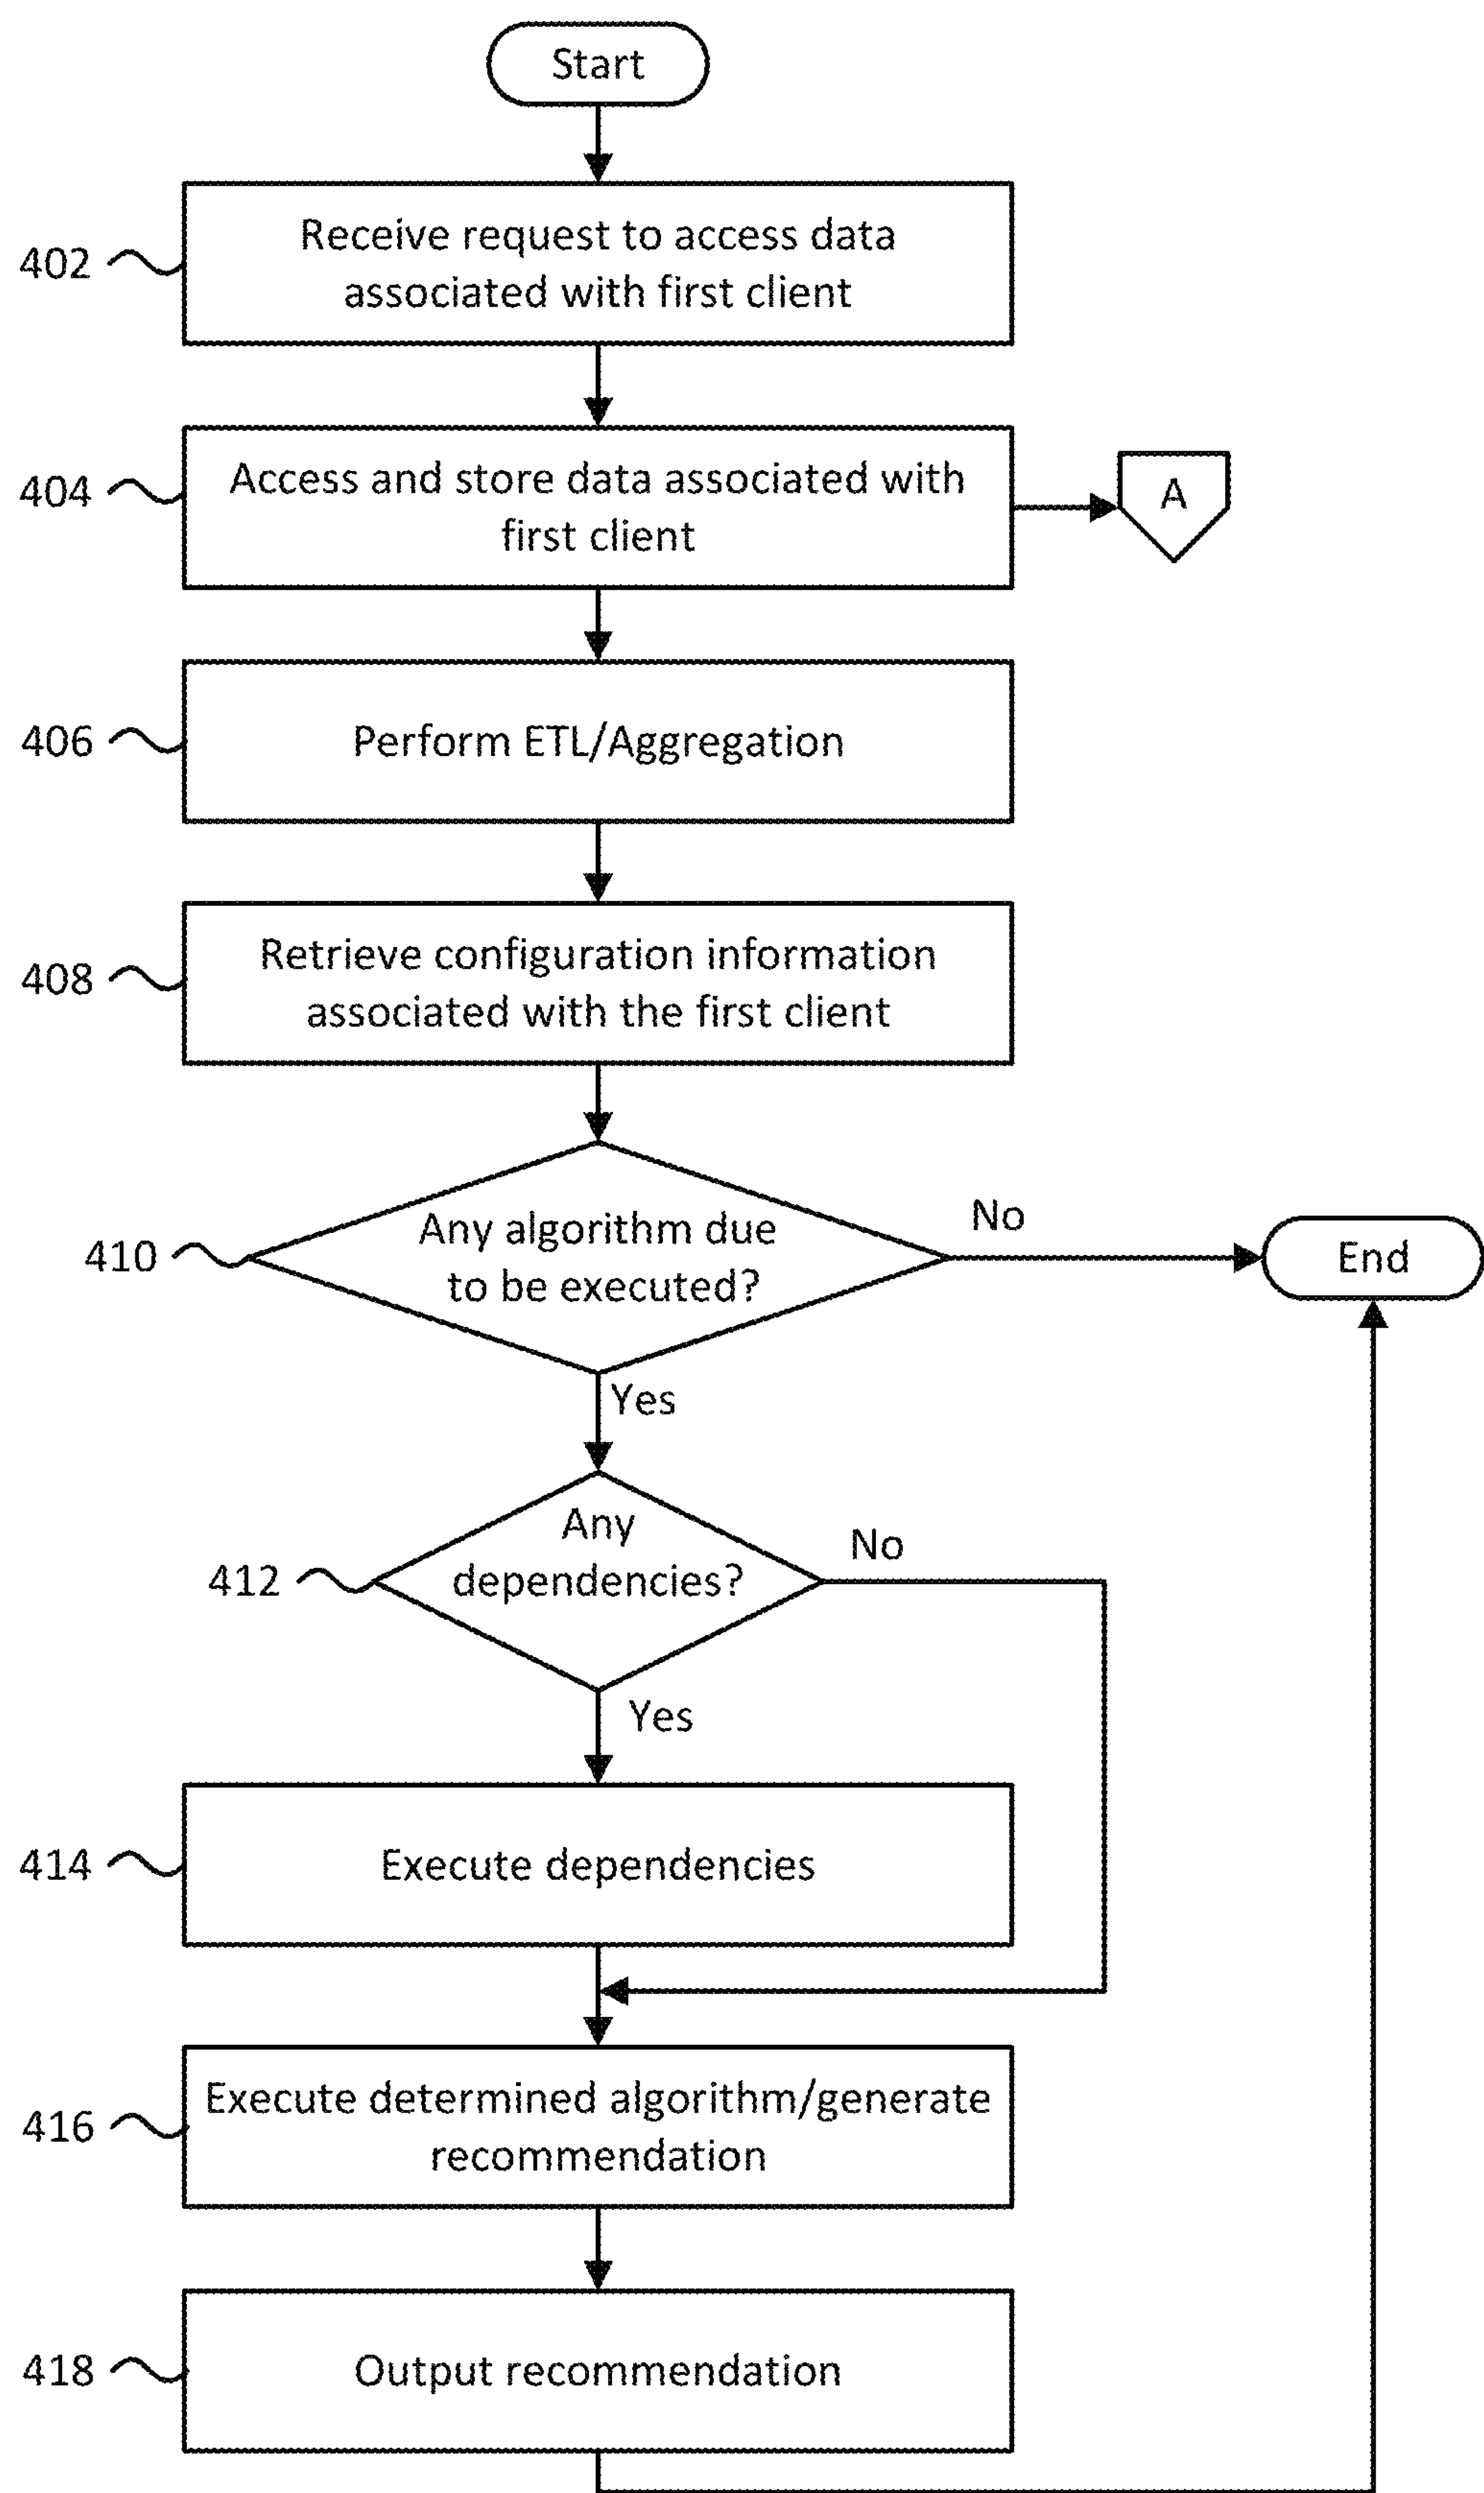 Start
402
Receive request to access data
associated with first client
404
Access and store data associated with
first client
A
406
Perform ETL/Aggregation
408
Retrieve configuration information
associated with the first client
410
Any algorithm due
to be executed?
No
End
Yes
412
Any
dependencies?
No
Yes
414
Execute dependencies
416
Execute determined algorithm/generate
recommendation
418
Output recommendation